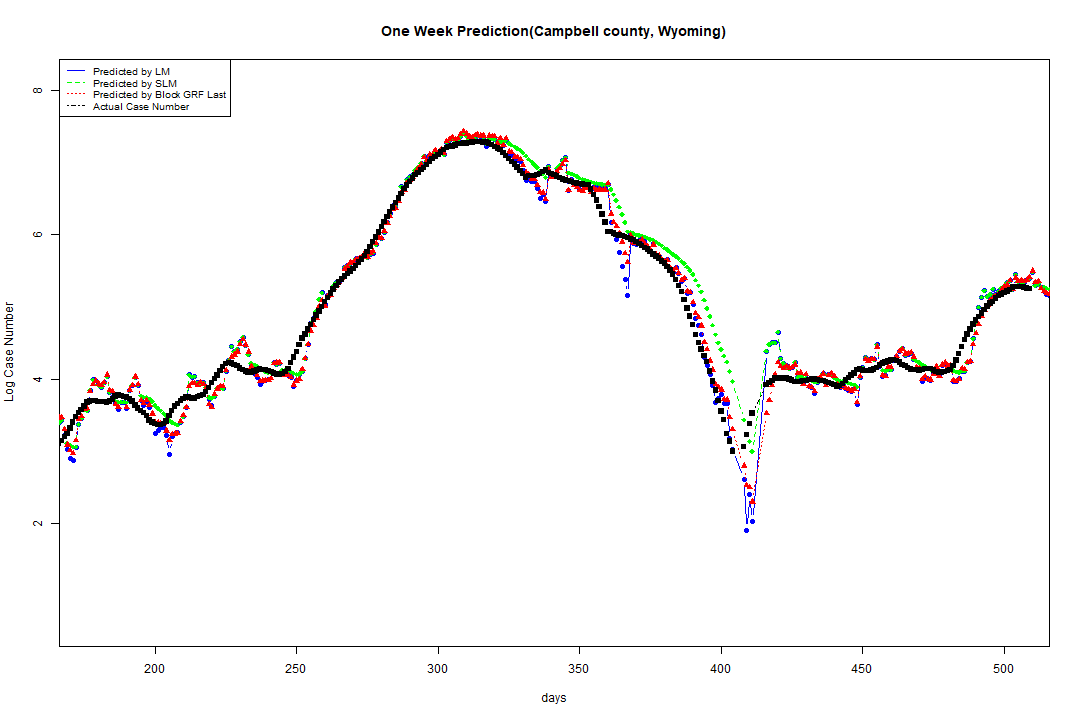 One Week Prediction(Campbell county, Wyoming)
Predicted by LM
Predicted by SLM
Predicted by Block GRF Last
Actual Case Number
8
6
4
2
Log Case Number
200 250 300 350 400 450 500
days